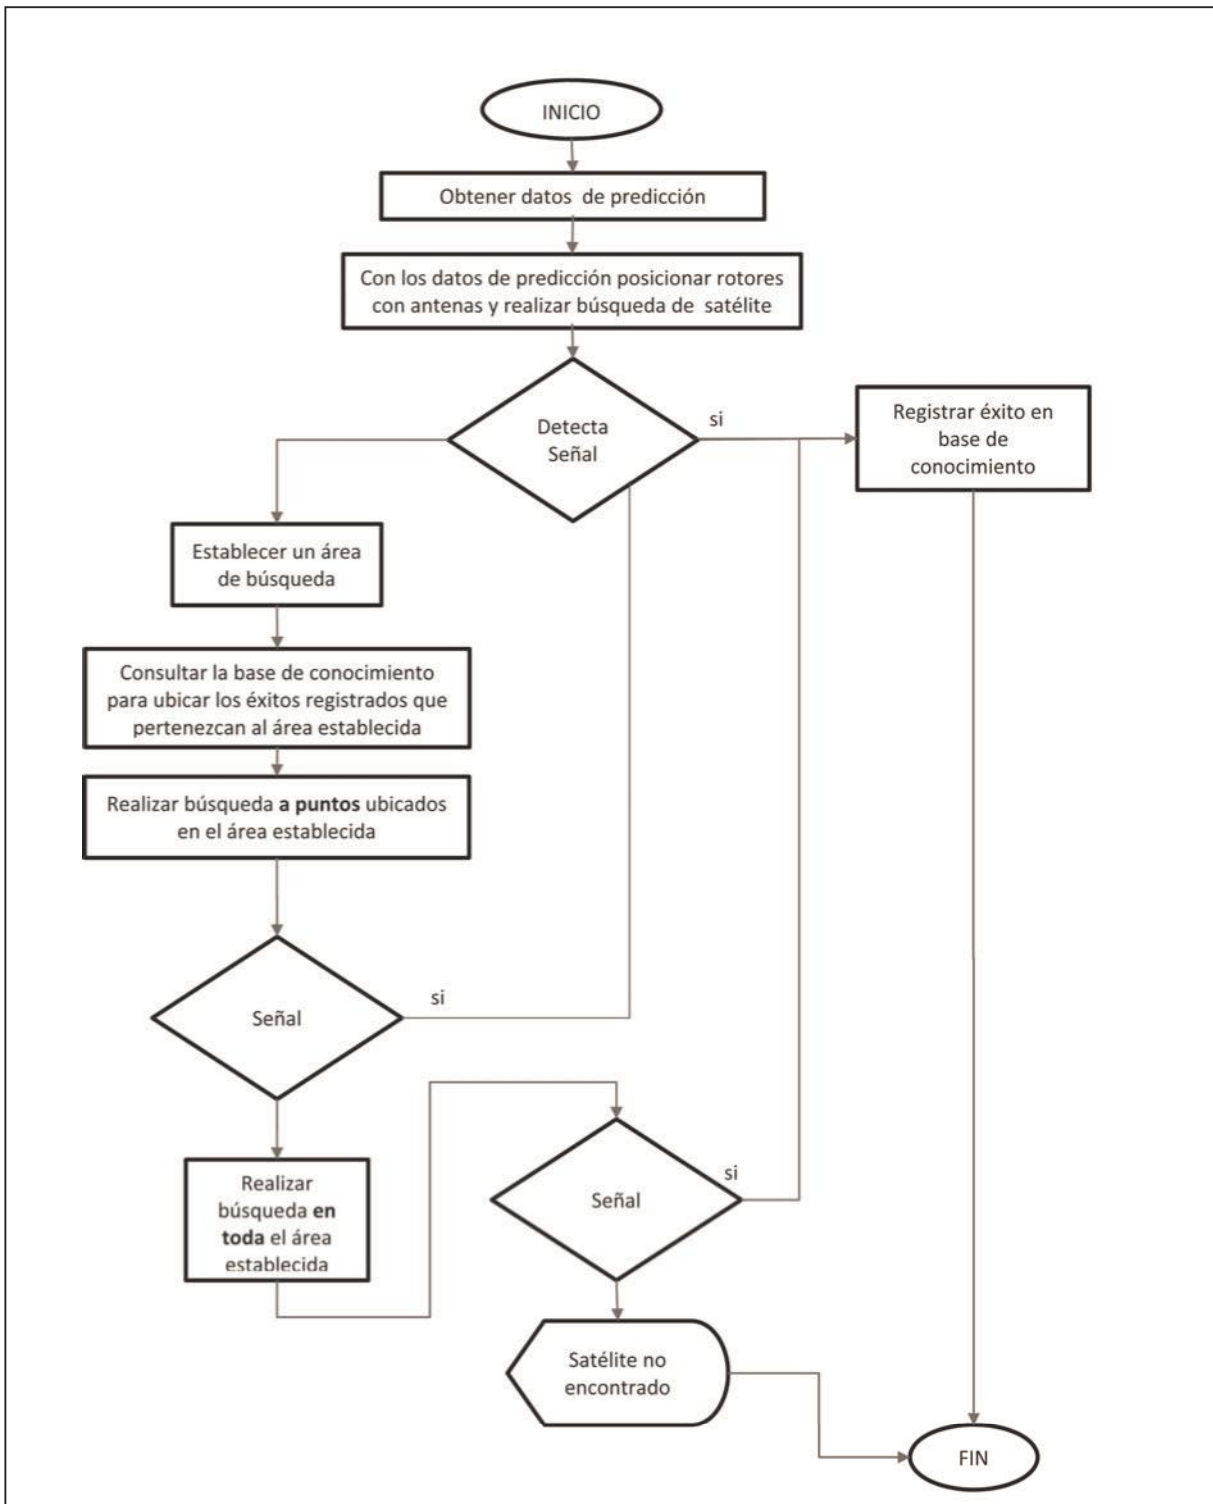 INICIO
Obtener datos de predicción
Con los datos de predicción posicionar rotores
con antenas y realizar búsqueda de satélite
Detecta
Señal
si
Registrar éxito en
base de
conocimiento
Establecer un área
de búsqueda
Consultar la base de conocimiento
para ubicar los éxitos registrados que
pertenezcan al área establecida
Realizar búsqueda a puntos ubicados
en el área establecida
Señal
si
Realizar
búsqueda en
toda el área
establecida
Señal
si
Satélite no
encontrado
FIN